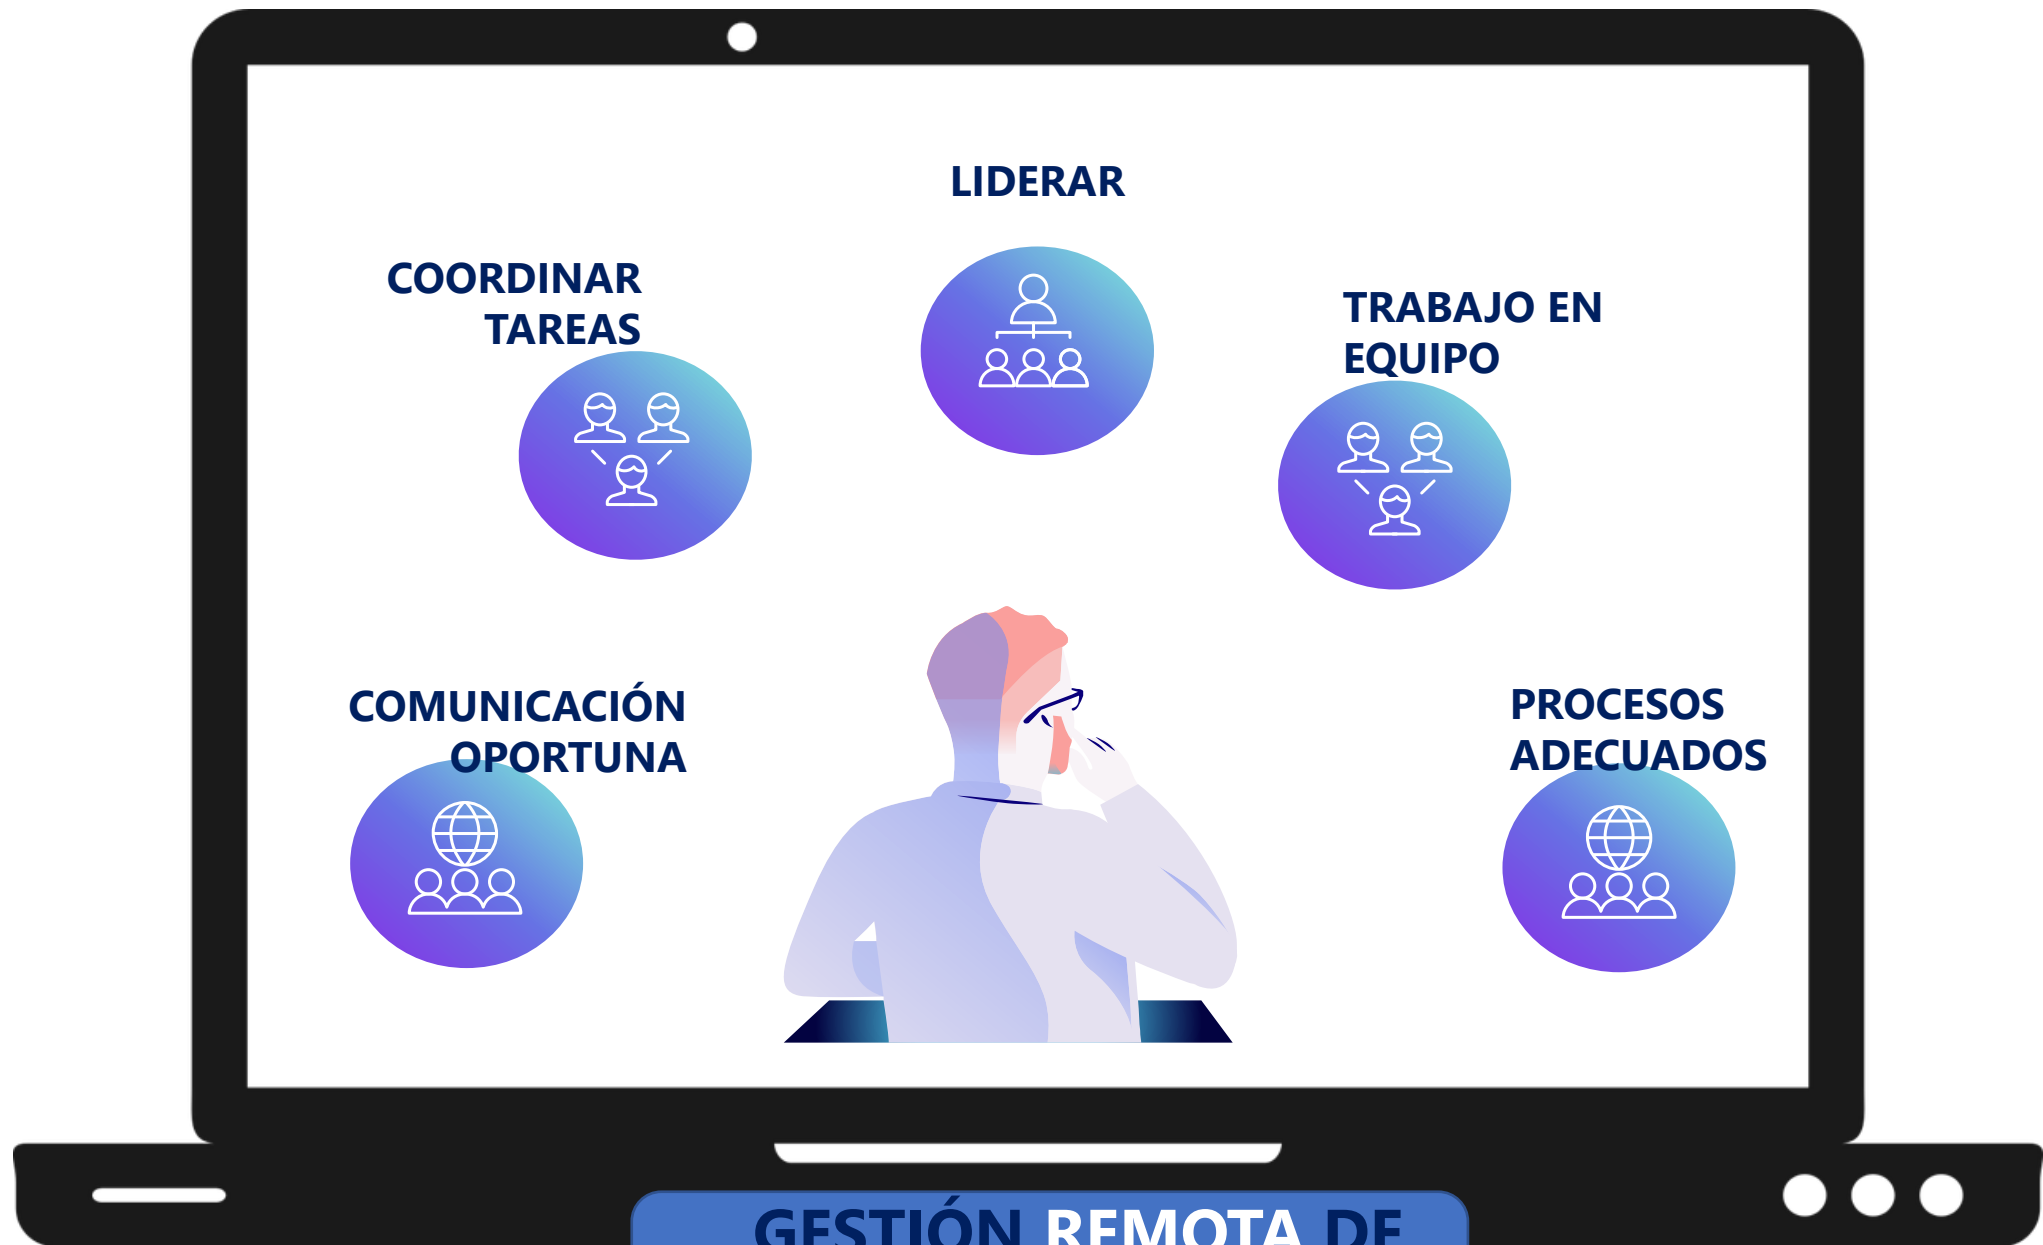 LIDERAR
COORDINAR
TAREAS
TRABAJO EN
EQUIPO
COMUNICACIÓN
OPORTUNA
PROCESOS
ADECUADOS
GESTIÓN REMOTA DE